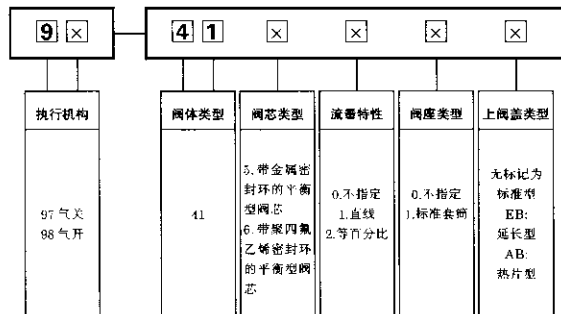 9 × 4 1 × × × ×
执行机构
97 气关
98 气开
阀体类型
41
阀芯类型
5.带金属密
封环的平衡
型阀芯
6.带聚四氟
乙烯密封环
的平衡型阀
芯
流量特性
0.不指定
1.直线
2.等百分比
阀座类型
0.不指定
1.标准套筒
上阀盖类型
无标记为
标准型
EB:
延长型
AB:
热片型